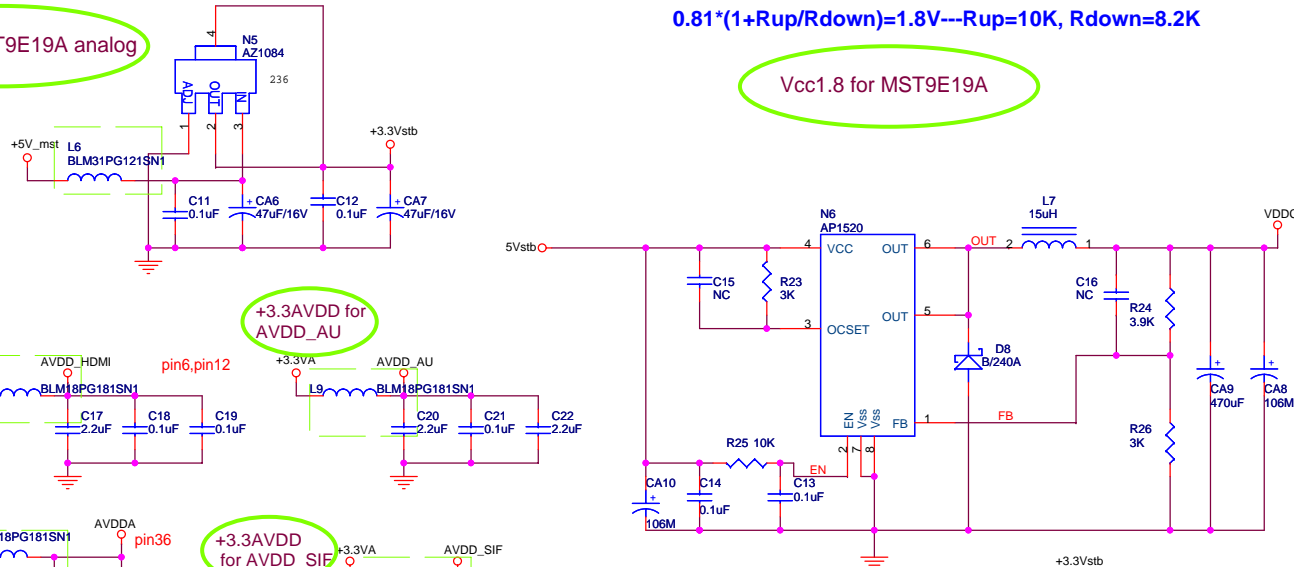 0.81*(1+Rup/Rdown)=1.8V---Rup=10K, Rdown=8.2K
T9E19A analog
Vcc1.8 for MST9E19A
4
N5
AZ1084
236
ADJ
OUT
IN
1
2
3
+5V_mst
L6
BLM31PG121SN1
+3.3Vstb
C11
0.1uF
+
CA6
47uF/16V
C12
0.1uF
+
CA7
47uF/16V
N6
AP1520
L7
15uH
VDDC
5Vstb
4
VCC
OUT
6
OUT
2
1
C15
NC
R23
3K
3
OCSET
OUT
5
C16
NC
R24
3.9K
D8
B/240A
+
CA9
470uF
+
CA8
106M
EN
Vss
Vss
FB
1
FB
R26
3K
2
7
8
R25 10K
EN
CA10
+
106M
C14
0.1uF
C13
0.1uF
+3.3Vstb
+3.3AVDD for
AVDD_AU
AVDD_HDMI
pin6,pin12
BLM18PG181SN1
C17
2.2uF
C18
0.1uF
C19
0.1uF
+3.3VA
AVDD_AU
L9
BLM18PG181SN1
C20
2.2uF
C21
0.1uF
C22
2.2uF
18PG181SN1
AVDDA
pin36
+3.3AVDD
for AVDD_SIF
+3.3VA
AVDD_SIF